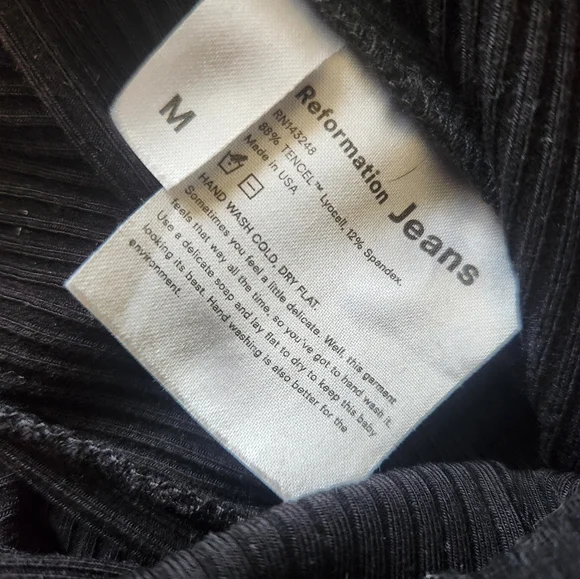 M
Reformation Jeans
RN143248
88% TENCEL™ Lyocell, 12% Spandex.
Made in USA
HAND WASH COLD, DRY FLAT.
Sometimes you feel a little delicate. Well, this garment
feels that way all the time, so you've got to hand wash it.
Use a delicate soap and lay flat to dry to keep this baby
looking its best. Hand washing is also better for the
environment.